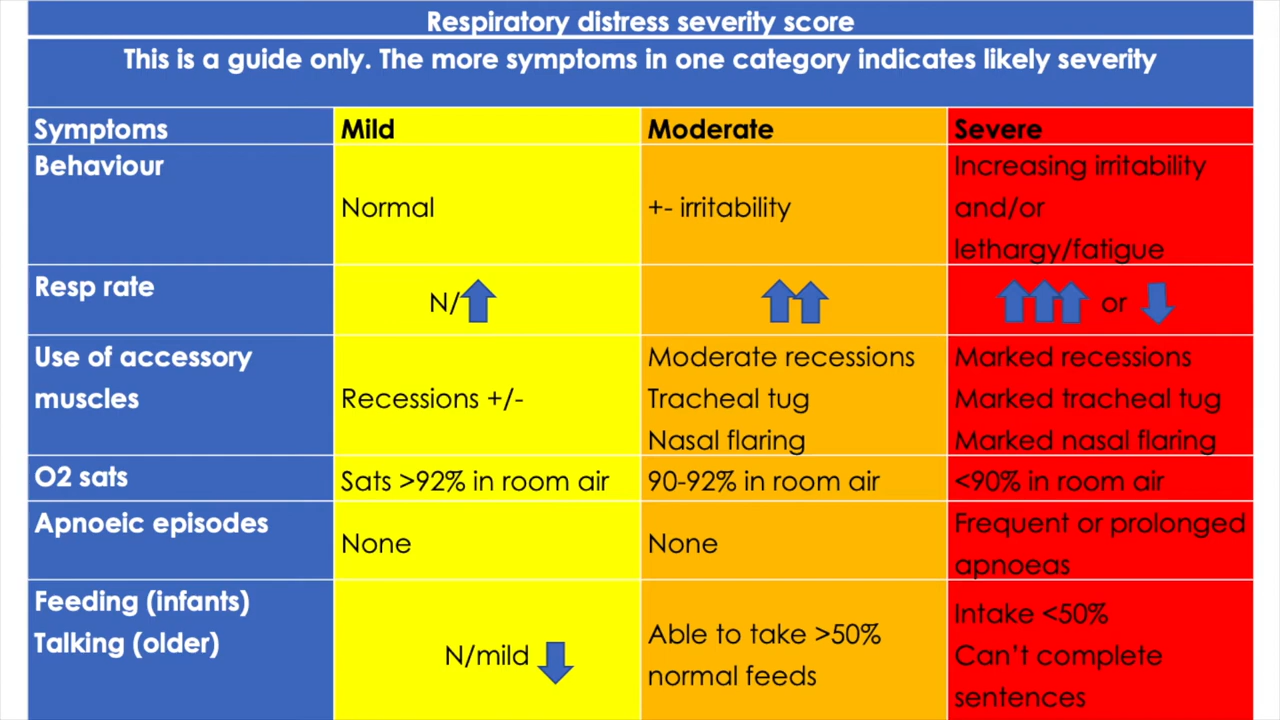 Respiratory distress severity score
This is a guide only. The more symptoms in one category indicates likely severity
Symptoms
Mild
Moderate
Severe
Behaviour
Normal
+- irritability
Increasing irritability
and/or
lethargy/fatigue
Resp rate
N/
or
Use of accessory
muscles
Recessions +/-
Moderate recessions
Tracheal tug
Nasal flaring
Marked recessions
Marked tracheal tug
Marked nasal flaring
O2 sats
Sats >92% in room air
90-92% in room air
<90% in room air
Apnoeic episodes
None
None
Frequent or prolonged
apnoeas
Feeding (infants)
Talking (older)
N/mild
Able to take >50%
normal feeds
Intake <50%
Can't complete
sentences